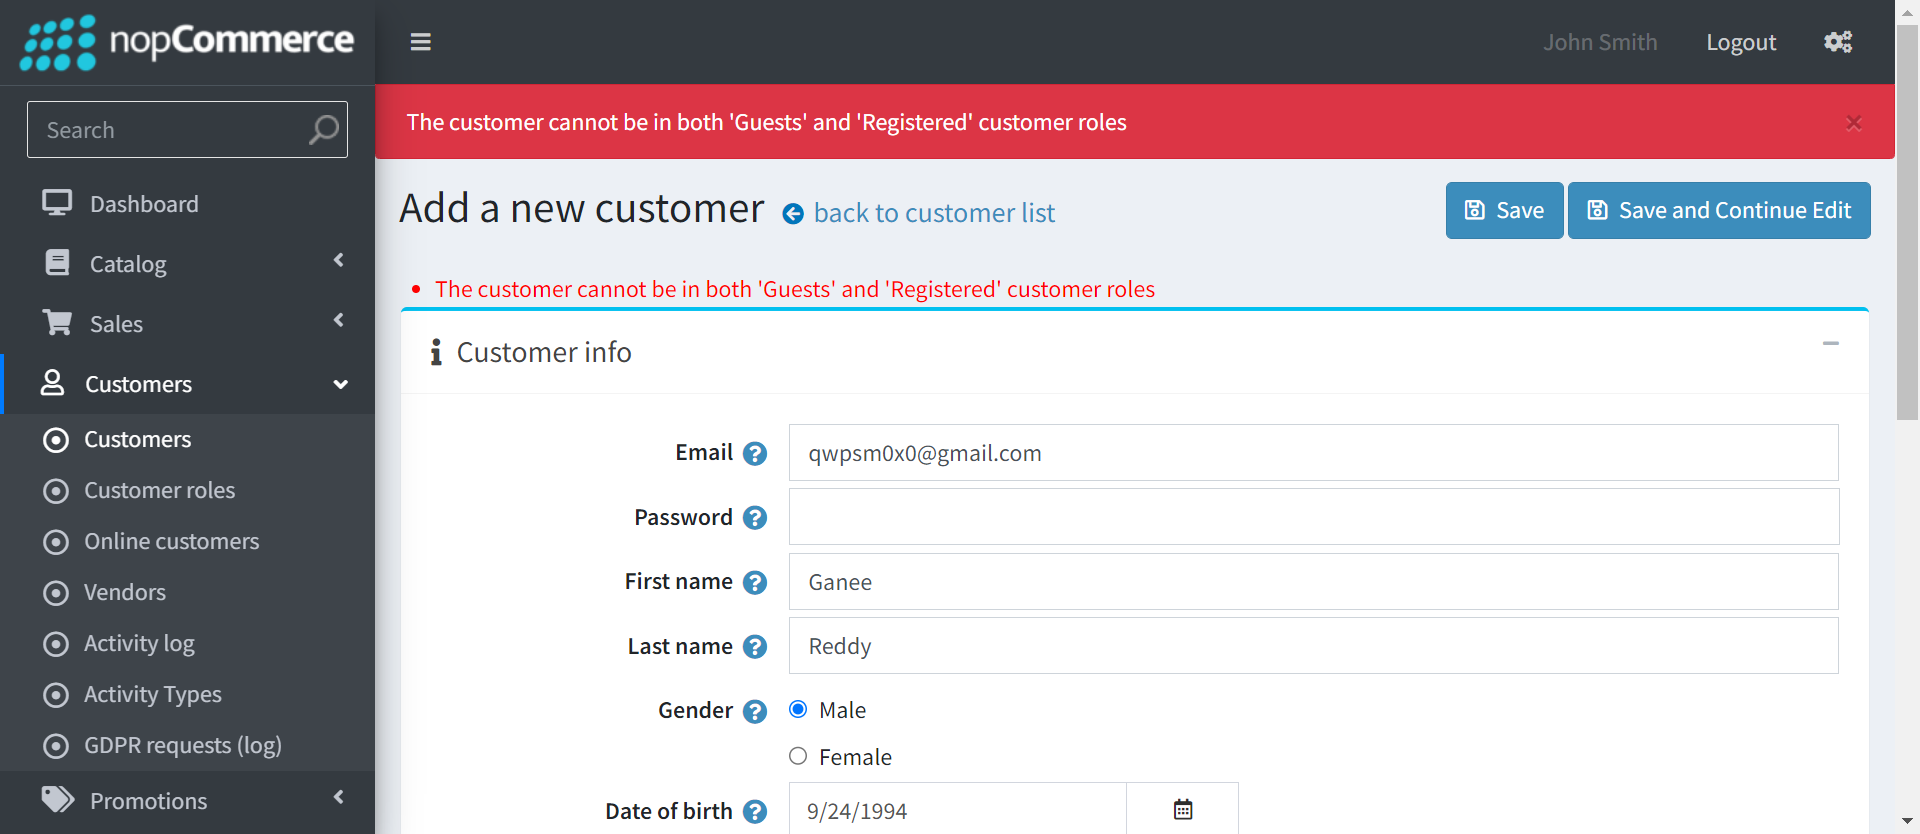 nopCommerce
John Smith
Logout
Search
The customer cannot be in both 'Guests' and 'Registered' customer roles
Add a new customer
back to customer list
Save
Save and Continue Edit
The customer cannot be in both 'Guests' and 'Registered' customer roles
Dashboard
Catalog
Sales
Customers
Customers
Customer roles
Online customers
Vendors
Activity log
Activity Types
GDPR requests (log)
Promotions
Customer info
Email ? qwpsm0x0@gmail.com
Password ?
First name ? Ganee
Last name ? Reddy
Gender ? Male
Female
Date of birth ? 9/24/1994